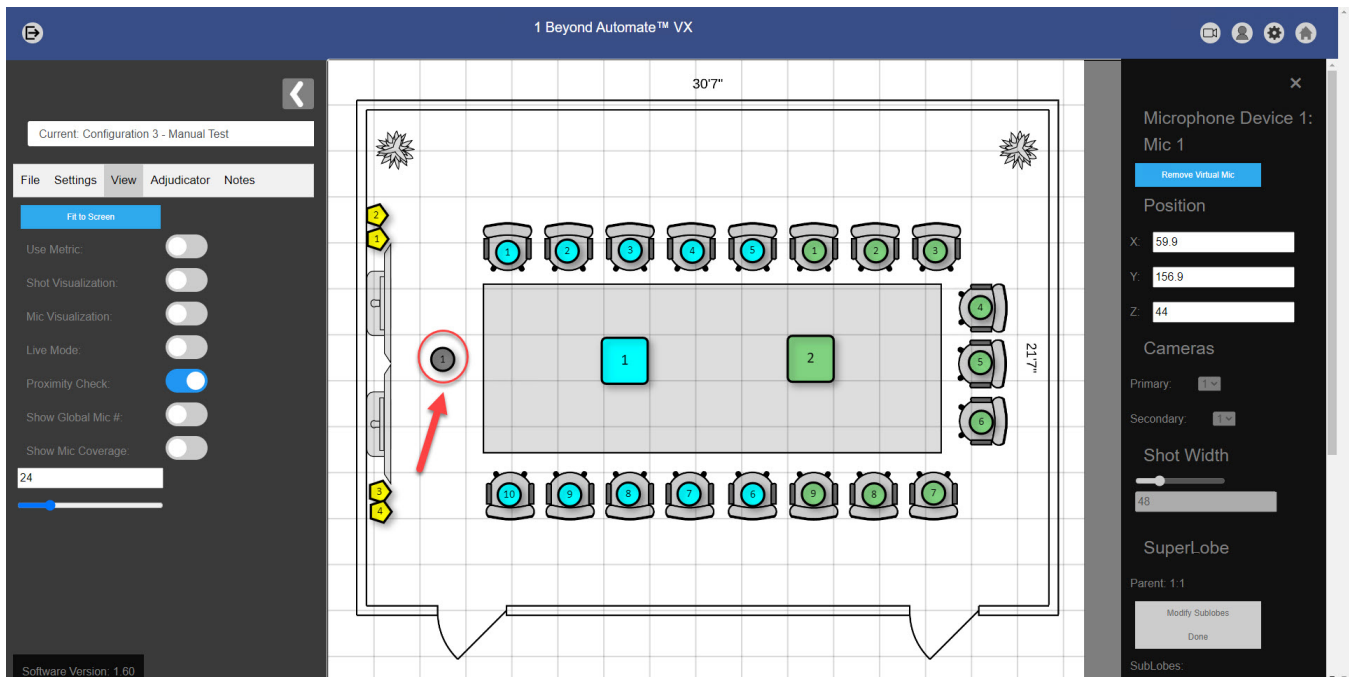 1 Beyond Automate™ VX
Current: Configuration 3 - Manual Test
File Settings View Adjudicator Notes
Fit to Screen
Use Metric:
Shot Visualization:
Mic Visualization:
Live Mode:
Proximity Check:
Show Global Mic #:
Show Mic Coverage:
24
Software Version: 1.60
30'7"
2
1
1 2 3 4 5 1 2 3
4
1
1
2
5
21'7"
6
3
4
10 9 8 7 6 9 8 7
Microphone Device 1:
Mic 1
Remove Virtual Mic
Position
X: 59.9
Y: 156.9
Z: 44
Cameras
Primary: 1
Secondary: 1
Shot Width
48
SuperLobe
Parent: 1:1
Modify Sublobes
Done
SubLobes: